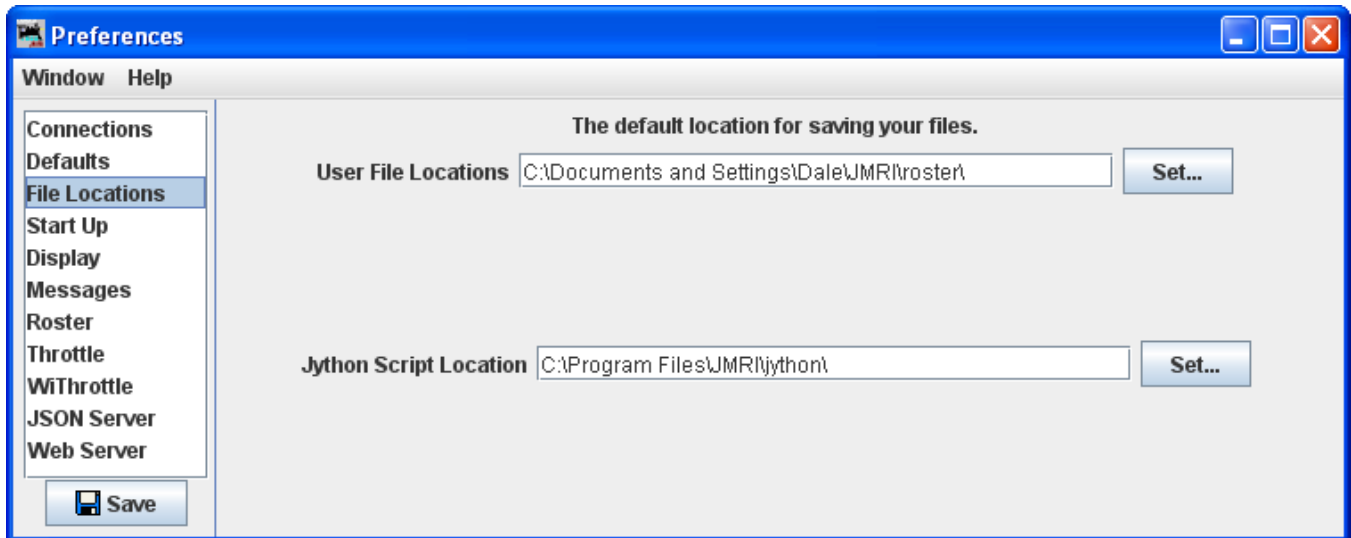 Preferences
Window Help
Connections
Defaults
File Locations
Start Up
Display
Messages
Roster
Throttle
WiThrottle
JSON Server
Web Server
Save
The default location for saving your files.
User File Locations C:\Documents and Settings\Dale\JMRI\roster\ Set...
Jython Script Location C:\Program Files\JMRI\jython\ Set...